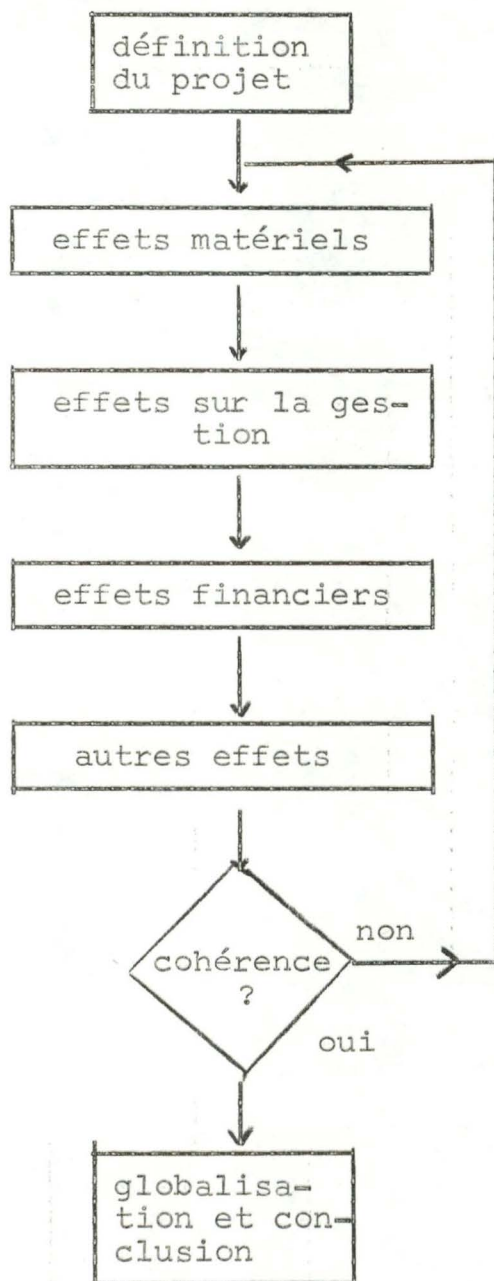 définition
du projet
effets matériels
effets sur la ges-
tion
effets financiers
autres effets
non
cohérence
?
oui
globalisa-
tion et con-
clusion